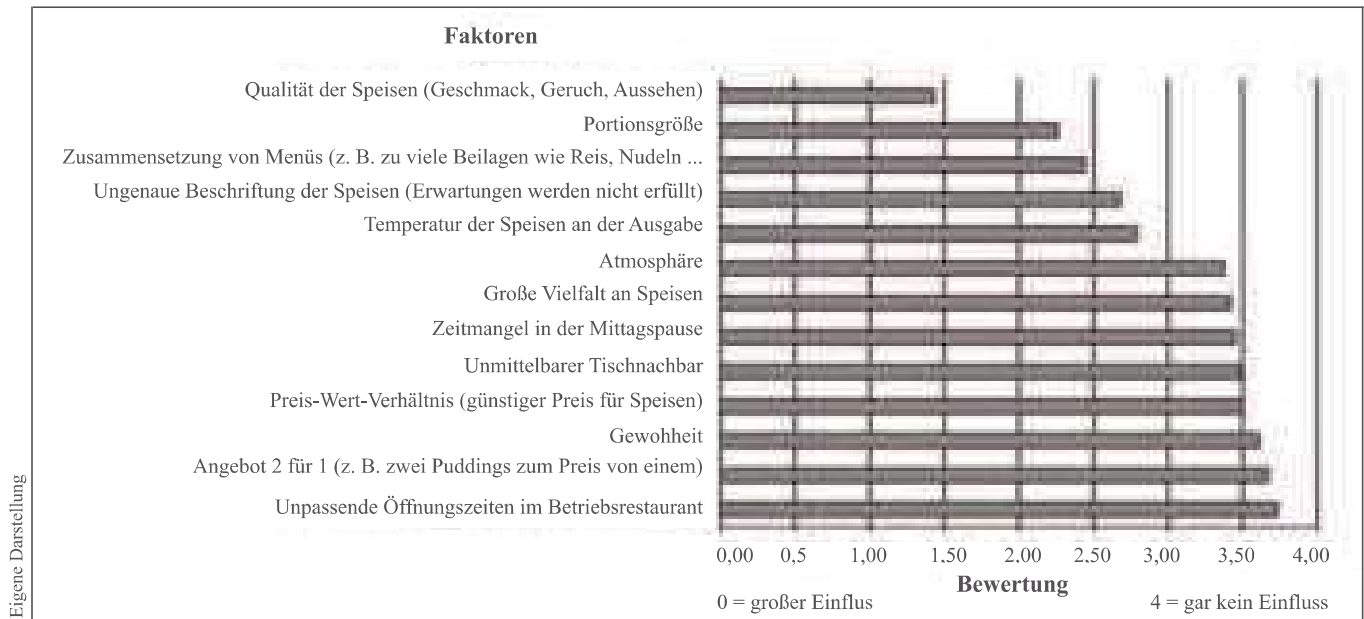 Faktoren
Qualität der Speisen (Geschmack, Geruch, Aussehen)
Portionsgröße
Zusammensetzung von Menüs (z. B. zu viele Beilagen wie Reis, Nudeln ...
Ungenaue Beschriftung der Speisen (Erwartungen werden nicht erfüllt)
Temperatur der Speisen an der Ausgabe
Atmosphäre
Große Vielfalt an Speisen
Zeitmangel in der Mittagspause
Unmittelbarer Tischnachbar
Preis-Wert-Verhältnis (günstiger Preis für Speisen)
Gewohheit
Angebot 2 für 1 (z. B. zwei Puddings zum Preis von einem)
Unpassende Öffnungszeiten im Betriebsrestaurant
0,00 0,5 1,00 1,50 2,00 2,50 3,00 3,50 4,00
Bewertung
0 = großer Einflus 4 = gar kein Einfluss
Eigene Darstellung